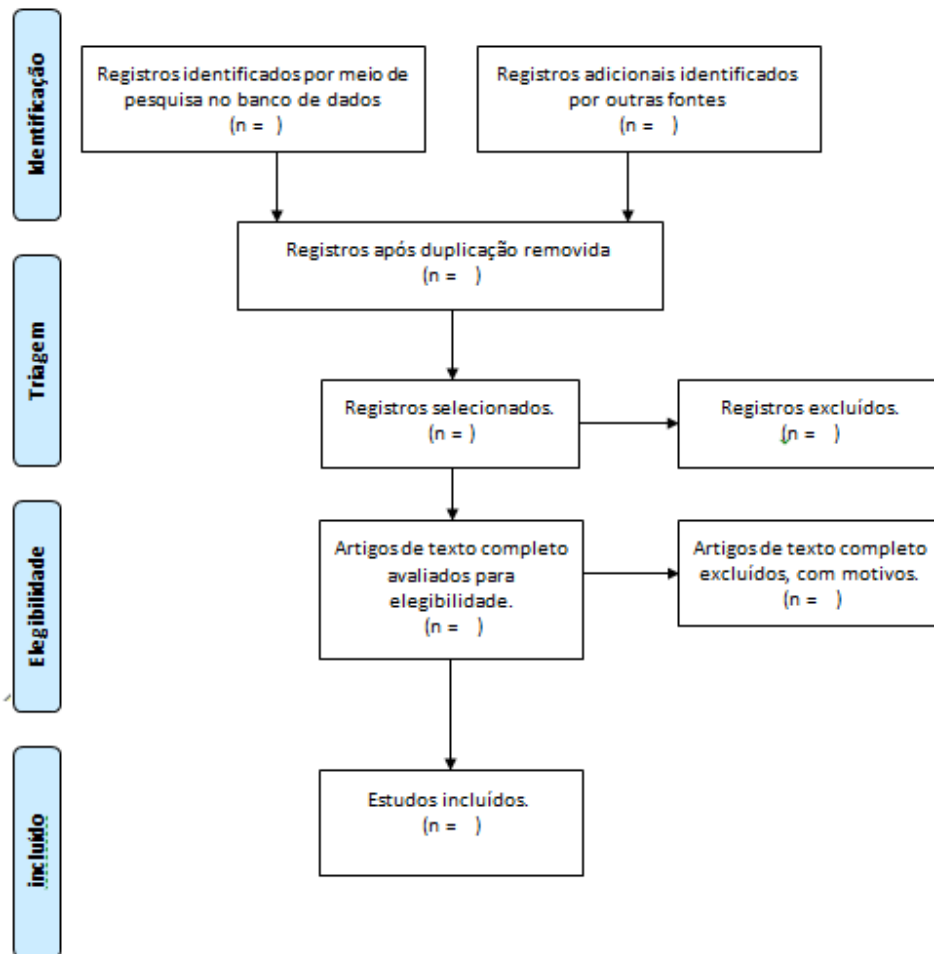 Identificação
Registros identificados por meio de
pesquisa no banco de dados
(n = )
Registros adicionais identificados
por outras fontes
(n = )
Registros após duplicação removida
(n = )
Triagem
Registros selecionados.
(n = )
Registros excluídos.
(n = )
Elegibilidade
Artigos de texto completo
avaliados para
elegibilidade.
(n = )
Artigos de texto completo
excluídos, com motivos.
(n = )
incluído
Estudos incluídos.
(n = )